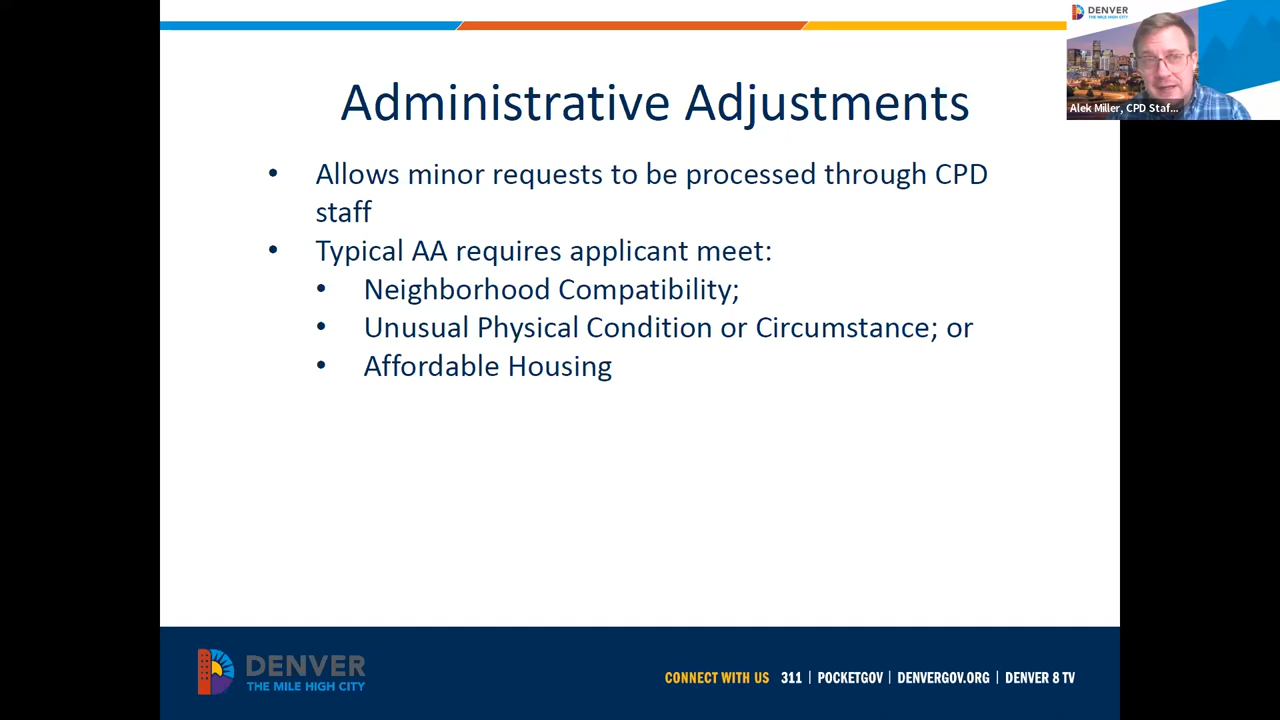 DENVER
THE MILE HIGH CITY
Alek Miller, CPD Staf...
Administrative Adjustments
• Allows minor requests to be processed through CPD
staff
• Typical AA requires applicant meet:
• Neighborhood Compatibility;
• Unusual Physical Condition or Circumstance; or
• Affordable Housing
DENVER
THE MILE HIGH CITY
CONNECT WITH US 311 | POCKETGOV | DENVERGOV.ORG | DENVER 8 TV